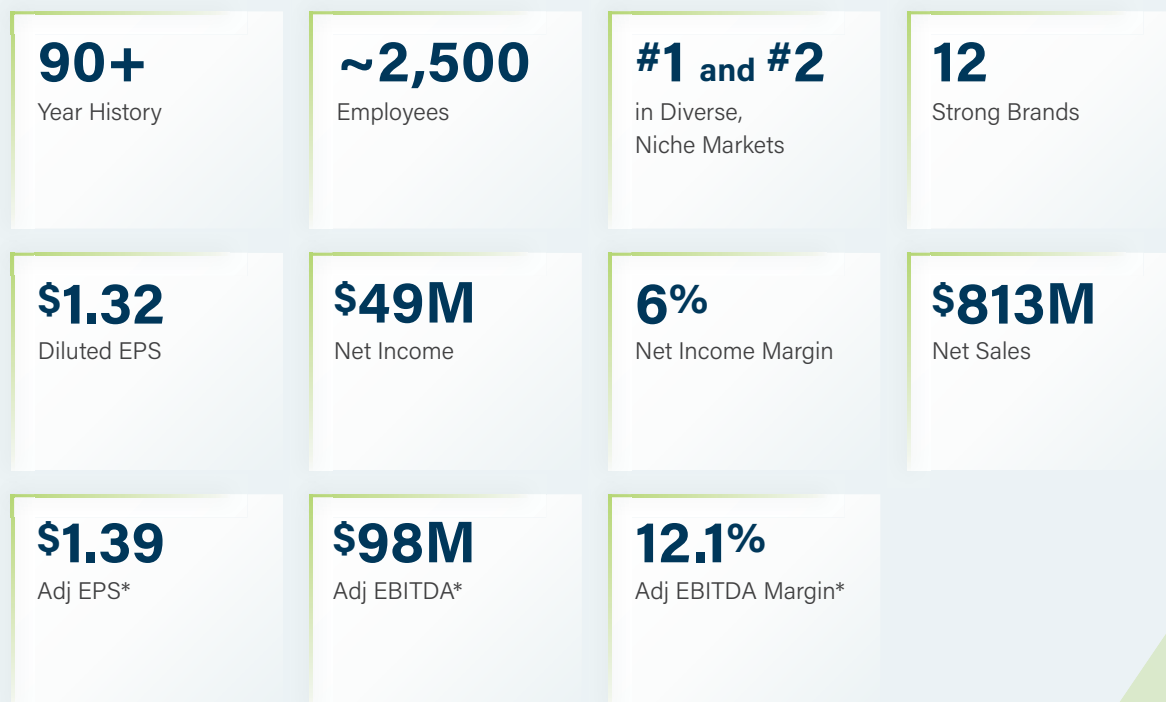 90+
Year History
~2,500
Employees
#1 and #2
in Diverse,
Niche Markets
12
Strong Brands
$1.32
Diluted EPS
$49M
Net Income
6%
Net Income Margin
$813M
Net Sales
$1.39
Adj EPS*
$98M
Adj EBITDA*
12.1%
Adj EBITDA Margin*